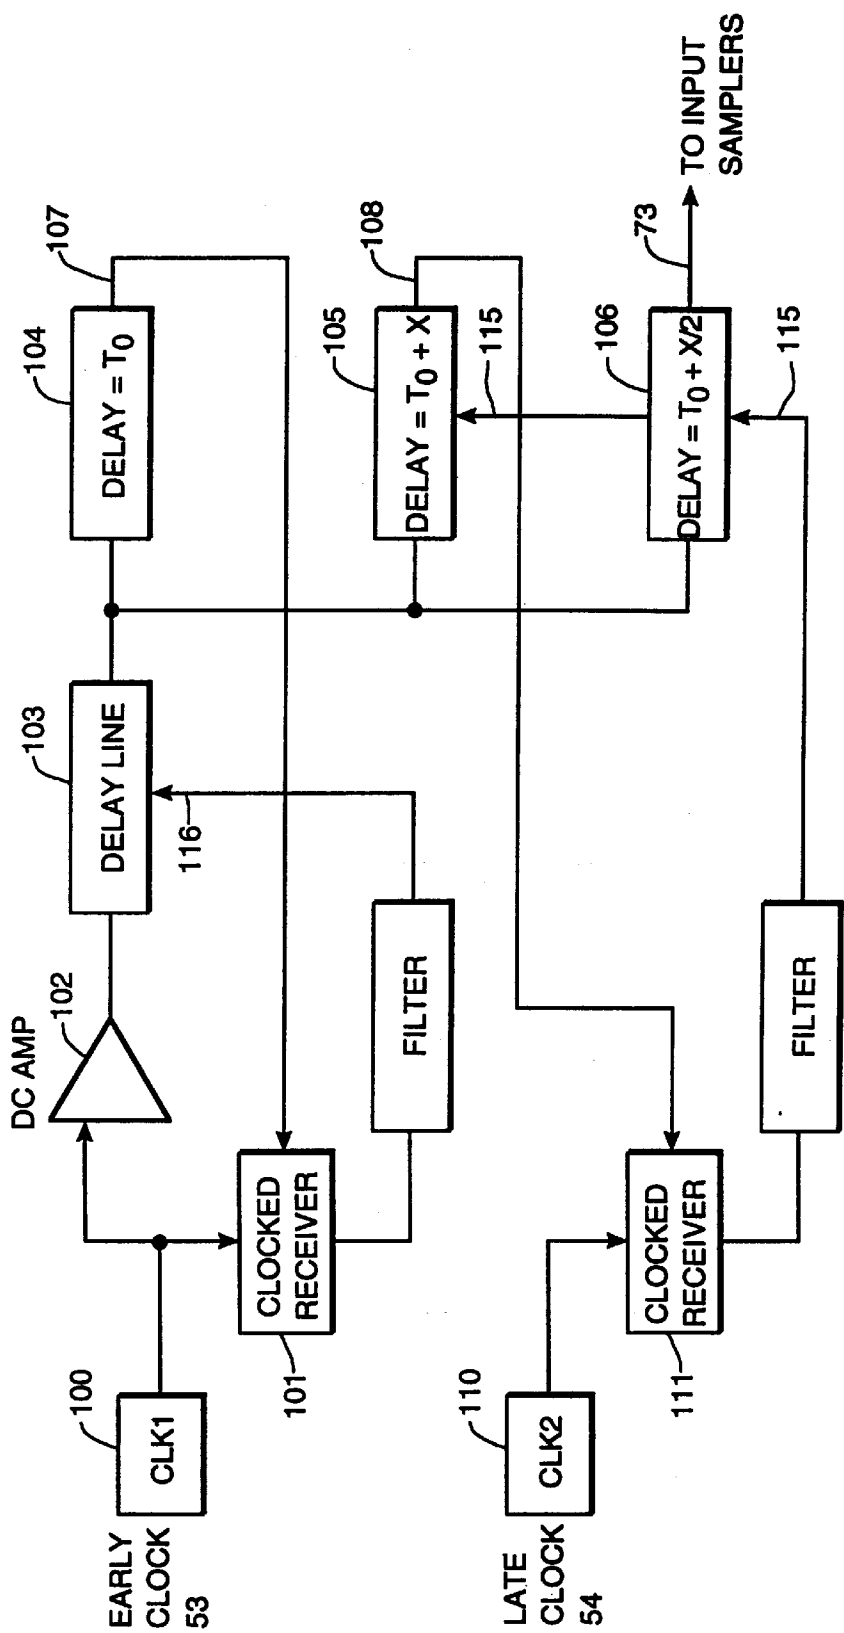 EARLY
CLOCK
53
CLK1
100
DC AMP
102
103
DELAY LINE
104
DELAY = T0
107
CLOCKED
RECEIVER
101
116
FILTER
105
DELAY = T0 + X
108
115
LATE
CLOCK
54
CLK2
110
CLOCKED
RECEIVER
111
FILTER
106
DELAY = T0 + X/2
73
TO INPUT
SAMPLERS
115